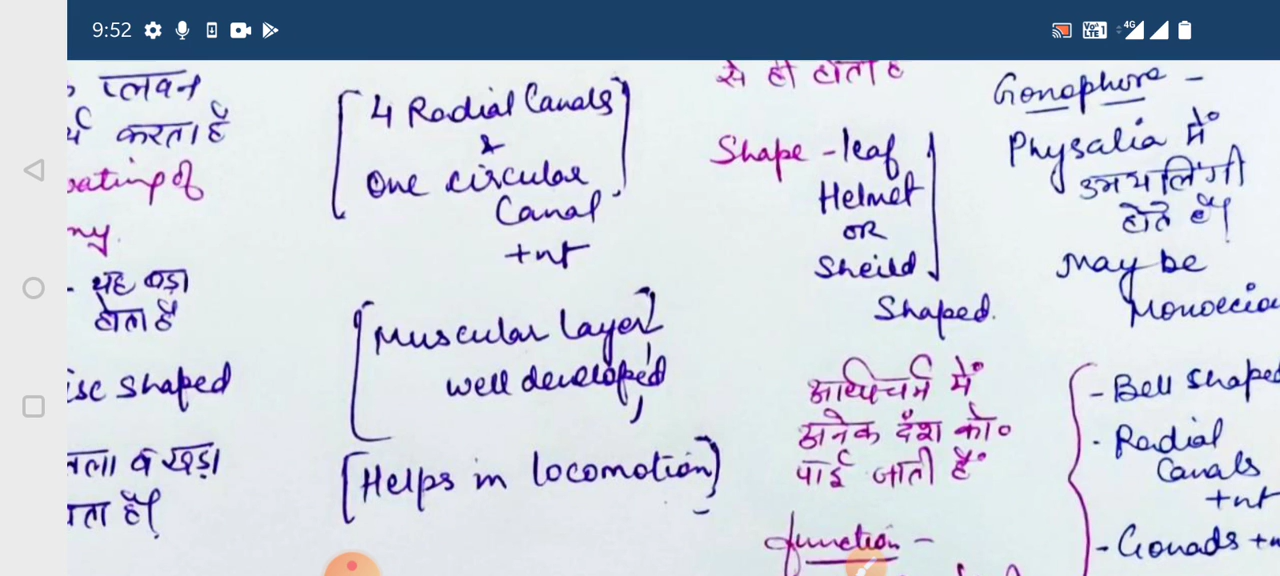 9:52
4G
प्लवन
करता है
oating of
ny.
- यह बड़ा
होता है
isc shaped
व खड़ा
4 Radial Canals
&
One circular
Canal
+nt
Muscular layer
well developed
Helps in locomotion
से ही होता है
Shape - leaf
Helmet
OR
Sheild
Shaped.
अधिचर्म में
अनेक दंश को०
पाई जाती हैं
function -
Gonophore -
Physalia में
उभयलिंगी
होते हैं।
May be
Monoecio
- Bell shaped
- Radial
Canals
+nt
- Gonads +n